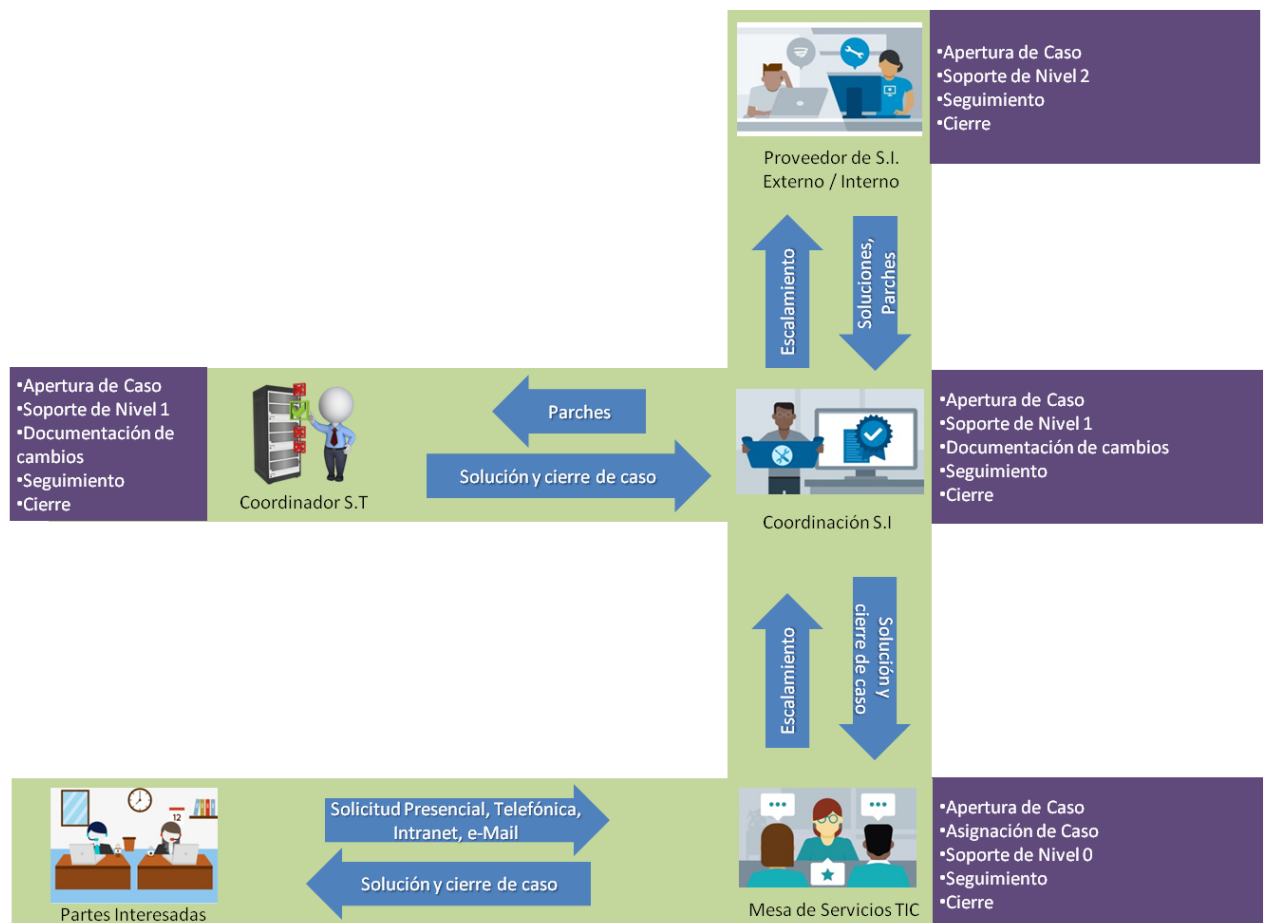 •Apertura de Caso
•Soporte de Nivel 2
•Seguimiento
•Cierre
Proveedor de S.I.
Externo / Interno
Escalamiento
Soluciones,
Parches
•Apertura de Caso
•Soporte de Nivel 1
•Documentación de
cambios
•Seguimiento
•Cierre
Coordinador S.T
Parches
Solución y cierre de caso
Coordinación S.I
•Apertura de Caso
•Soporte de Nivel 1
•Documentación de cambios
•Seguimiento
•Cierre
Escalamiento
Solución y
cierre de caso
12
Partes Interesadas
Solicitud Presencial, Telefónica,
Intranet, e-Mail
Solución y cierre de caso
Mesa de Servicios TIC
•Apertura de Caso
•Asignación de Caso
•Soporte de Nivel 0
•Seguimiento
•Cierre